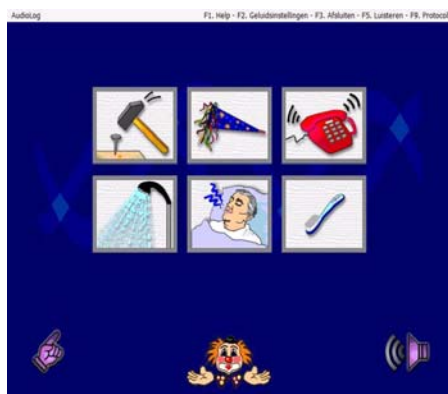 AudioLog F1. Help - F2. Geluidsinstellingen - F3. Afsluiten - F5. Luisteren - F9. Protocol